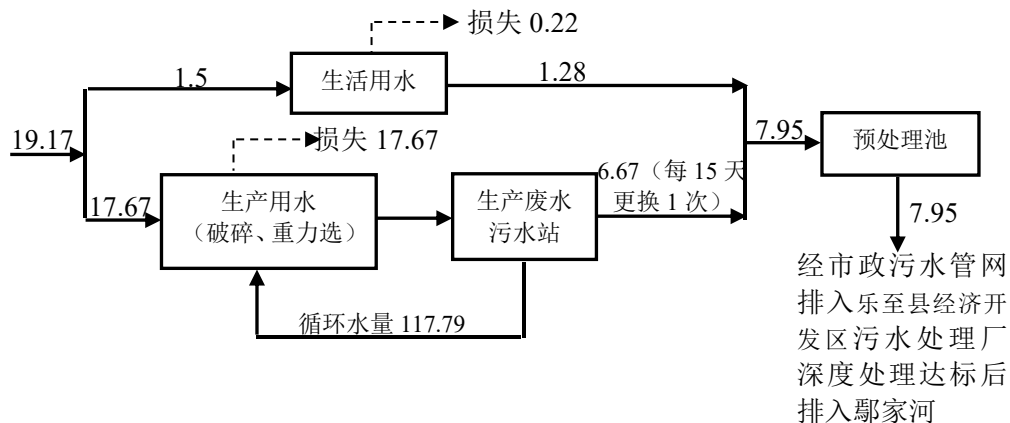 损失 0.22
生活用水
1.5
1.28
19.17
损失 17.67
7.95
预处理池
17.67
生产用水
（破碎、重力选）
生产废水
污水站
6.67（每 15 天
更换 1 次）
7.95
循环水量 117.79
经市政污水管网
排入乐至县经济开
发区污水处理厂
深度处理达标后
排入鄢家河